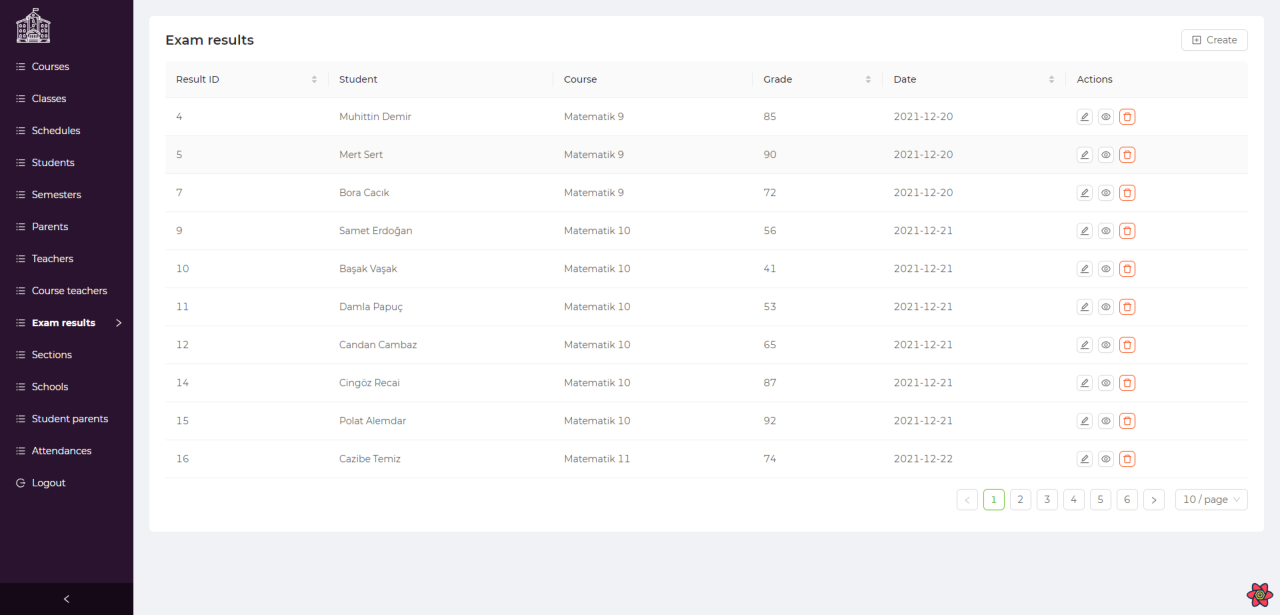 Courses
Classes
Schedules
Students
Semesters
Parents
Teachers
Course teachers
Exam results
Sections
Schools
Student parents
Attendances
Logout
Exam results
Create
Result ID Student Course Grade Date Actions
4 Muhittin Demir Matematik 9 85 2021-12-20
5 Mert Sert Matematik 9 90 2021-12-20
7 Bora Cacık Matematik 9 72 2021-12-20
9 Samet Erdoğan Matematik 10 56 2021-12-21
10 Başak Vaşak Matematik 10 41 2021-12-21
11 Damla Papuç Matematik 10 53 2021-12-21
12 Candan Cambaz Matematik 10 65 2021-12-21
14 Cingöz Recai Matematik 10 87 2021-12-21
15 Polat Alemdar Matematik 10 92 2021-12-21
16 Cazibe Temiz Matematik 11 74 2021-12-22
1 2 3 4 5 6 10 / page